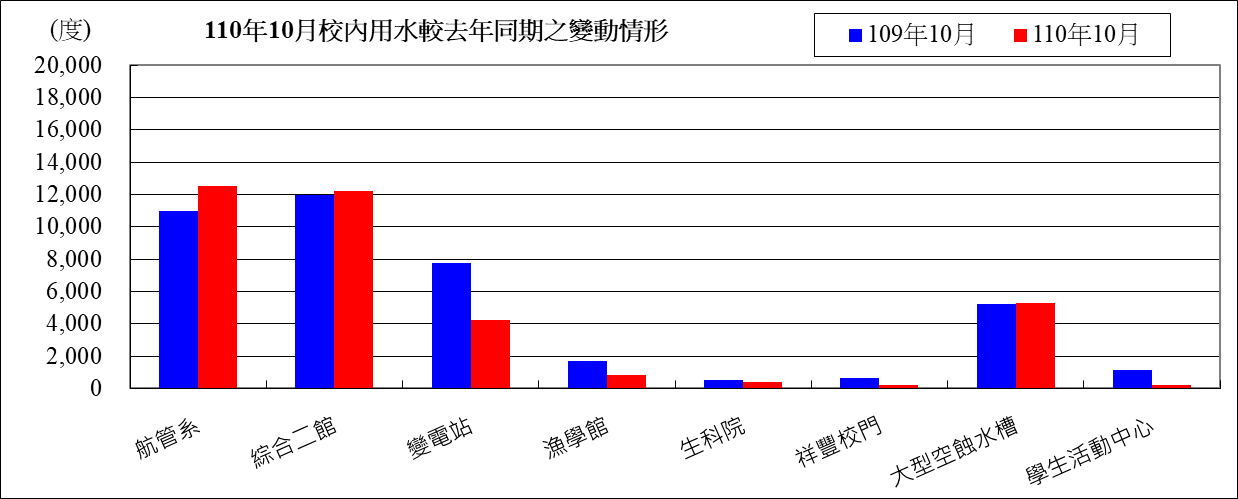 (度)
110年10月校內用水較去年同期之變動情形
109年10月
110年10月
20,000
18,000
16,000
14,000
12,000
10,000
8,000
6,000
4,000
2,000
0
航管系
綜合二館
變電站
漁學館
生科院
祥豐校門
大型空蝕水槽
學生活動中心